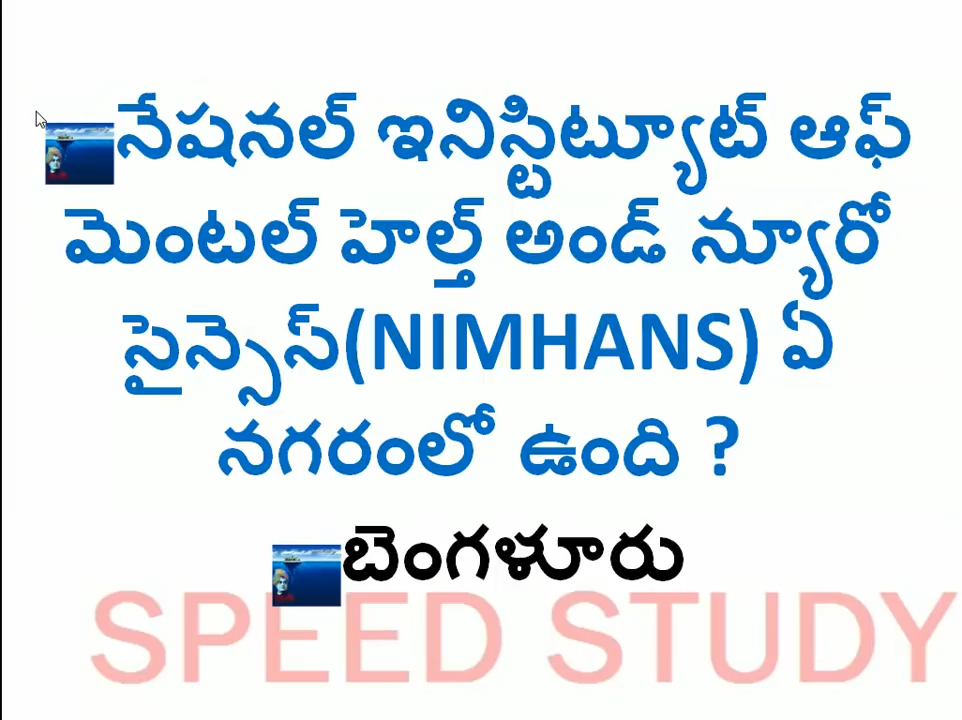 నేషనల్ ఇనిస్టిట్యూట్ ఆఫ్
మెంటల్ హెల్త్ అండ్ న్యూరో
సైన్సెస్(NIMHANS) ఏ
నగరంలో ఉంది ?
బెంగళూరు
SPEED STUDY